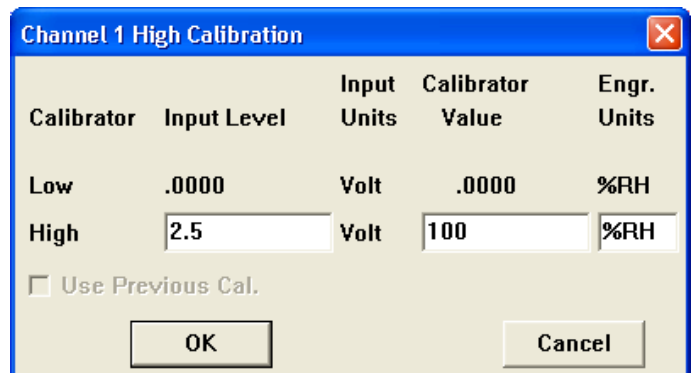 Channel 1 High Calibration
Input Calibrator Engr.
Calibrator Input Level Units Value Units
Low .0000 Volt .0000 %RH
High 2.5 Volt 100 %RH
Use Previous Cal.
OK Cancel